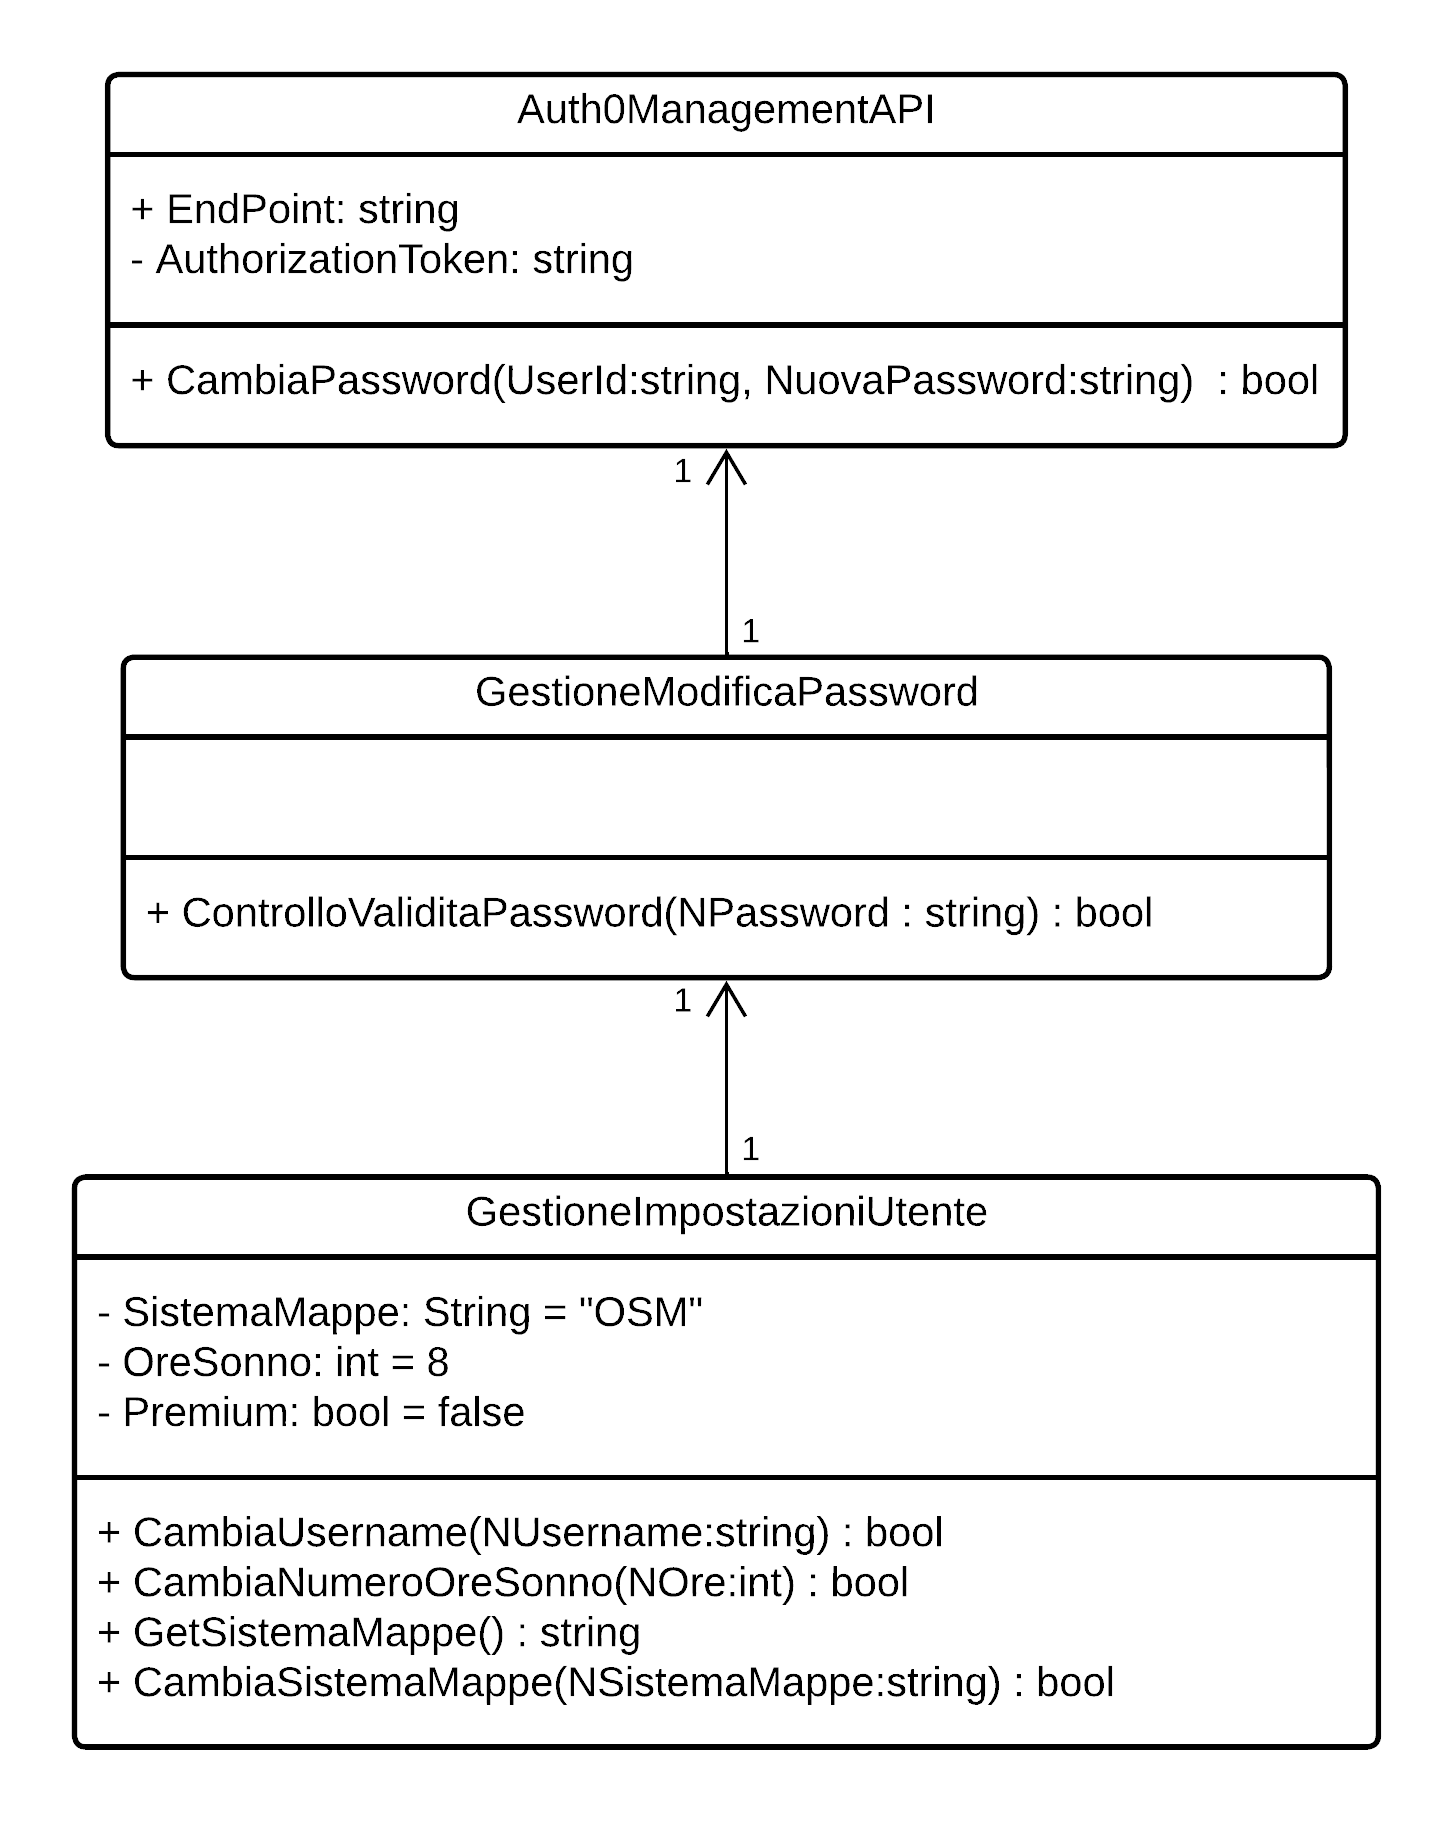 Auth0ManagementAPI
+ EndPoint: string
- AuthorizationToken: string
+ CambiaPassword(UserId:string, NuovaPassword:string)  : bool
1
1
GestioneModificaPassword
+ ControlloValiditaPassword(NPassword : string) : bool
1
1
GestioneImpostazioniUtente
- SistemaMappe: String = "OSM"
- OreSonno: int = 8
- Premium: bool = false
+ CambiaUsername(NUsername:string) : bool
+ CambiaNumeroOreSonno(NOre:int) : bool
+ GetSistemaMappe() : string
+ CambiaSistemaMappe(NSistemaMappe:string) : bool